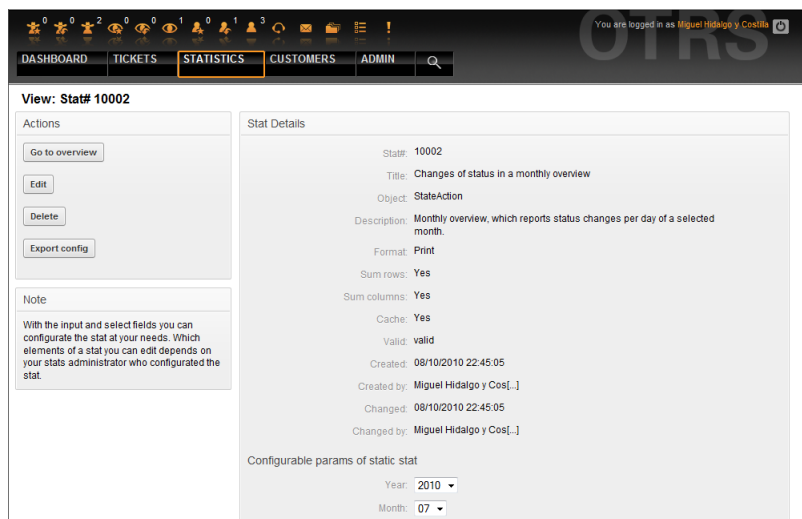 0 0 2 0 0 1 0 1 3
You are logged in as Miguel Hidalgo y Costilla
OTRS
DASHBOARD TICKETS STATISTICS CUSTOMERS ADMIN
View: Stat# 10002
Actions
Go to overview
Edit
Delete
Export config
Note
With the input and select fields you can
configurate the stat at your needs. Which
elements of a stat you can edit depends on
your stats administrator who configurated the
stat.
Stat Details
Stat#: 10002
Title: Changes of status in a monthly overview
Object: StateAction
Description: Monthly overview, which reports status changes per day of a selected
month.
Format: Print
Sum rows: Yes
Sum columns: Yes
Cache: Yes
Valid: valid
Created: 08/10/2010 22:45:05
Created by: Miguel Hidalgo y Cos[...]
Changed: 08/10/2010 22:45:05
Changed by: Miguel Hidalgo y Cos[...]
Configurable params of static stat
Year: 2010
Month: 07